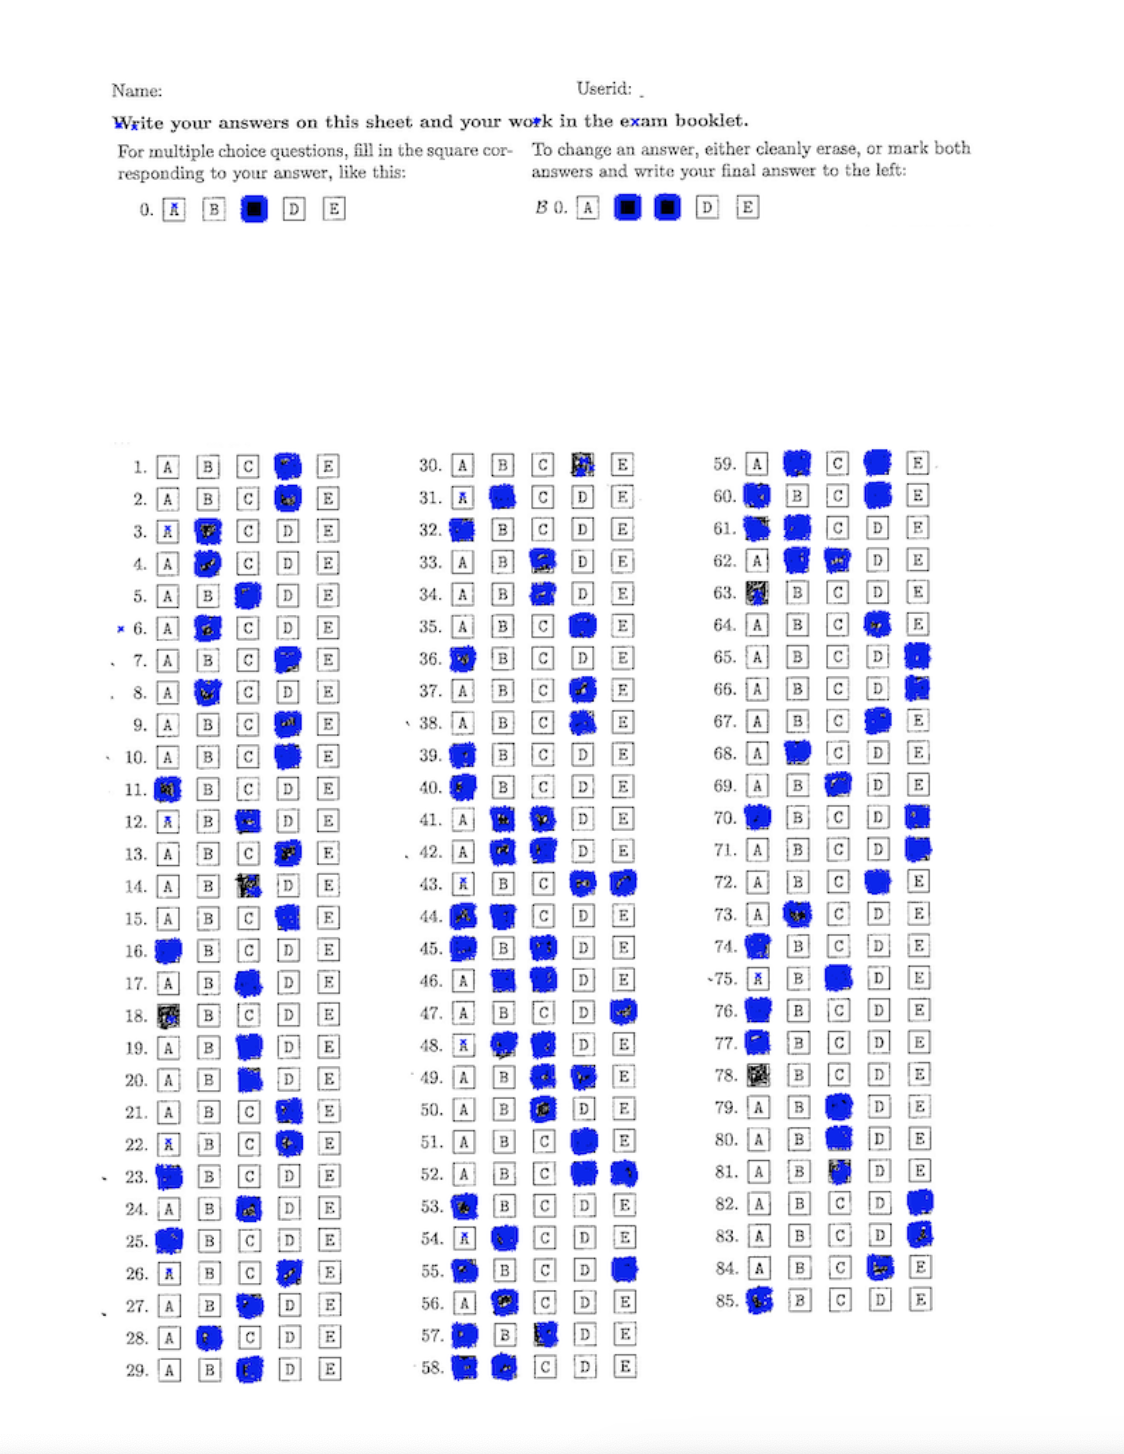 Name:
Userid:
Write your answers on this sheet and your work in the exam booklet.
For multiple choice questions, fill in the square cor-
responding to your answer, like this:
0. A B D E
To change an answer, either cleanly erase, or mark both
answers and write your final answer to the left:
B 0. A D E
1. A B C E
2. A B C E
3. A C D E
4. A C D E
5. A B D E
6. A C D E
7. A B C E
8. A C D E
9. A B C E
10. A B C E
11. B C D E
12. A B D E
13. A B C E
14. A B D E
15. A B C E
16. B C D E
17. A B D E
18. B C D E
19. A B D E
20. A B D E
21. A B C E
22. A B C E
23. B C D E
24. A B D E
25. B C D E
26. A B C E
27. A B D E
28. A C D E
29. A B D E
30. A B C E
31. A C D E
32. B C D E
33. A B D E
34. A B D E
35. A B C E
36. B C D E
37. A B C E
38. A B C E
39. B C D E
40. B C D E
41. A D E
42. A D E
43. A B C
44. C D E
45. B D E
46. A D E
47. A B C D
48. A D E
49. A B E
50. A B D E
51. A B C E
52. A B C
53. B C D E
54. A C D E
55. B C D
56. A C D E
57. B D E
58. C D E
59. A C E
60. B C E
61. C D E
62. A D E
63. B C D E
64. A B C E
65. A B C D
66. A B C D
67. A B C E
68. A C D E
69. A B D E
70. B C D
71. A B C D
72. A B C E
73. A C D E
74. B C D E
75. A B D E
76. B C D E
77. B C D E
78. B C D E
79. A B D E
80. A B D E
81. A B D E
82. A B C D
83. A B C D
84. A B C E
85. B C D E